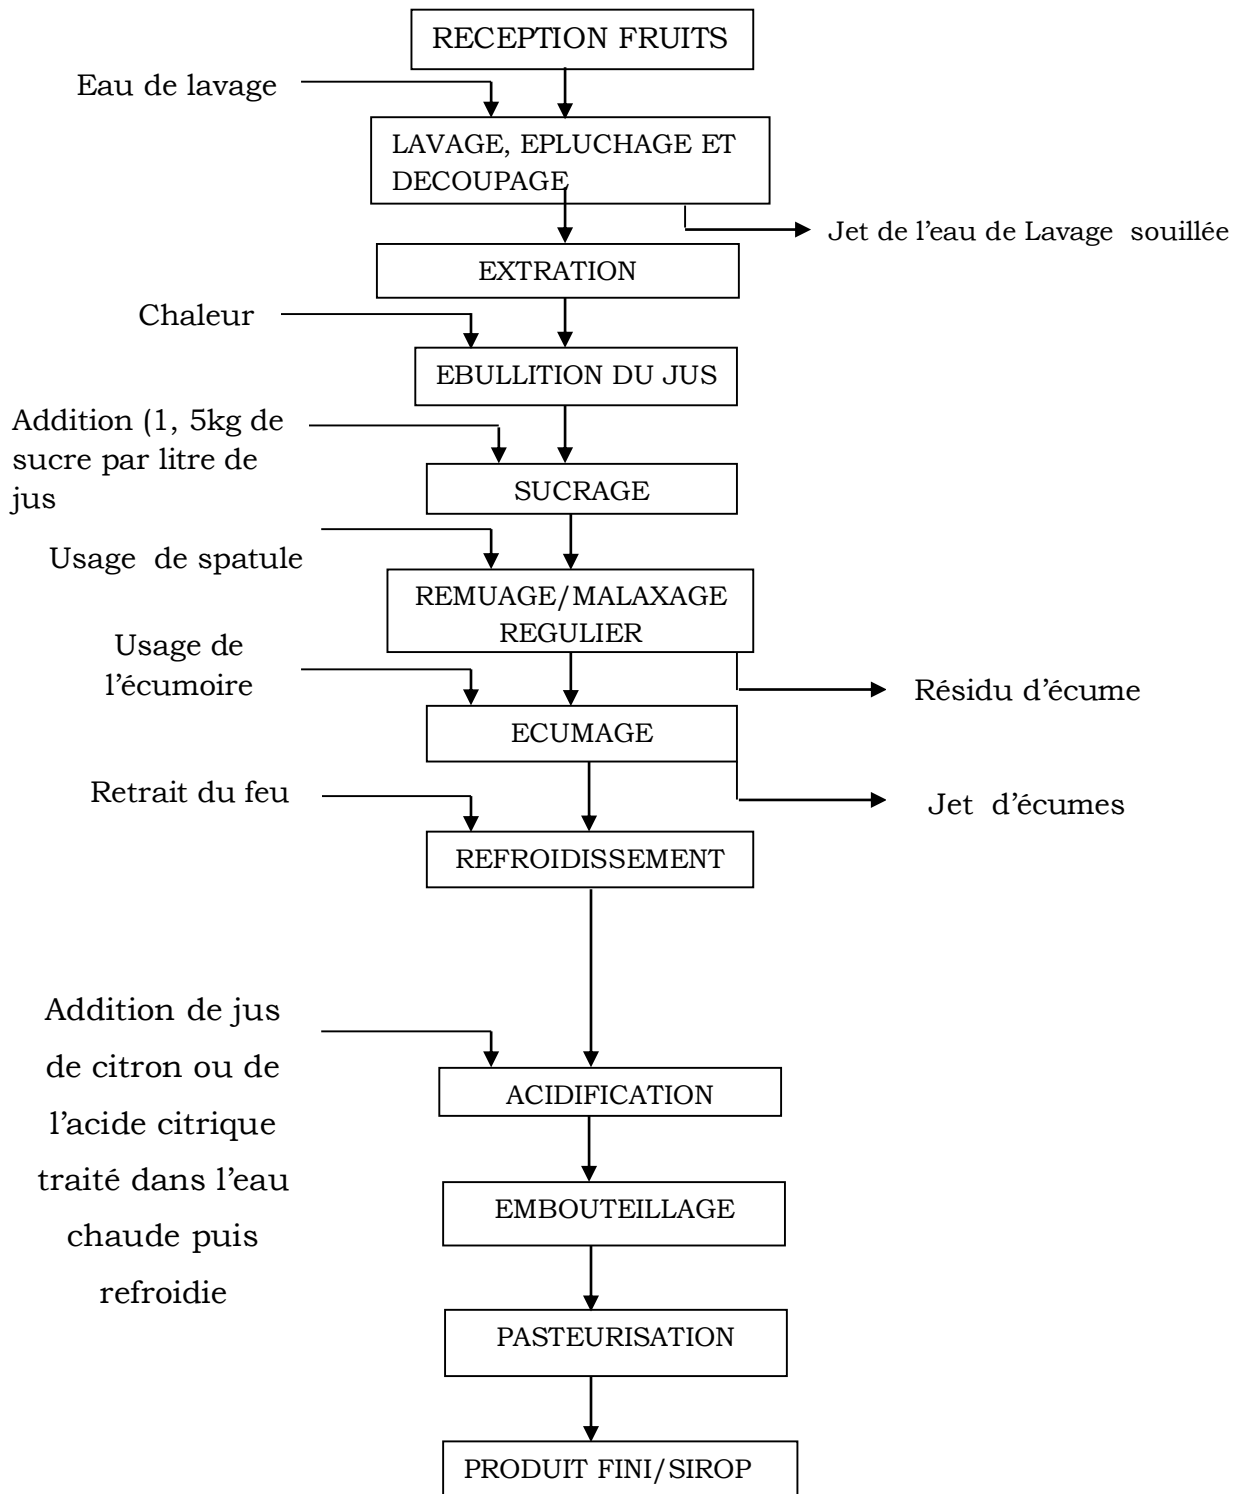 RECEPTION FRUITS
Eau de lavage
LAVAGE, EPLUCHAGE ET
DECOUPAGE
Jet de l’eau de Lavage souillée
EXTRATION
Chaleur
EBULLITION DU JUS
Addition (1, 5kg de
sucre par litre de
jus
SUCRAGE
Usage de spatule
REMUAGE/MALAXAGE
REGULIER
Usage de
l’écumoire
Résidu d’écume
ECUMAGE
Retrait du feu
Jet d’écumes
REFROIDISSEMENT
Addition de jus
de citron ou de
l’acide citrique
traité dans l’eau
chaude puis
refroidie
ACIDIFICATION
EMBOUTEILLAGE
PASTEURISATION
PRODUIT FINI/SIROP